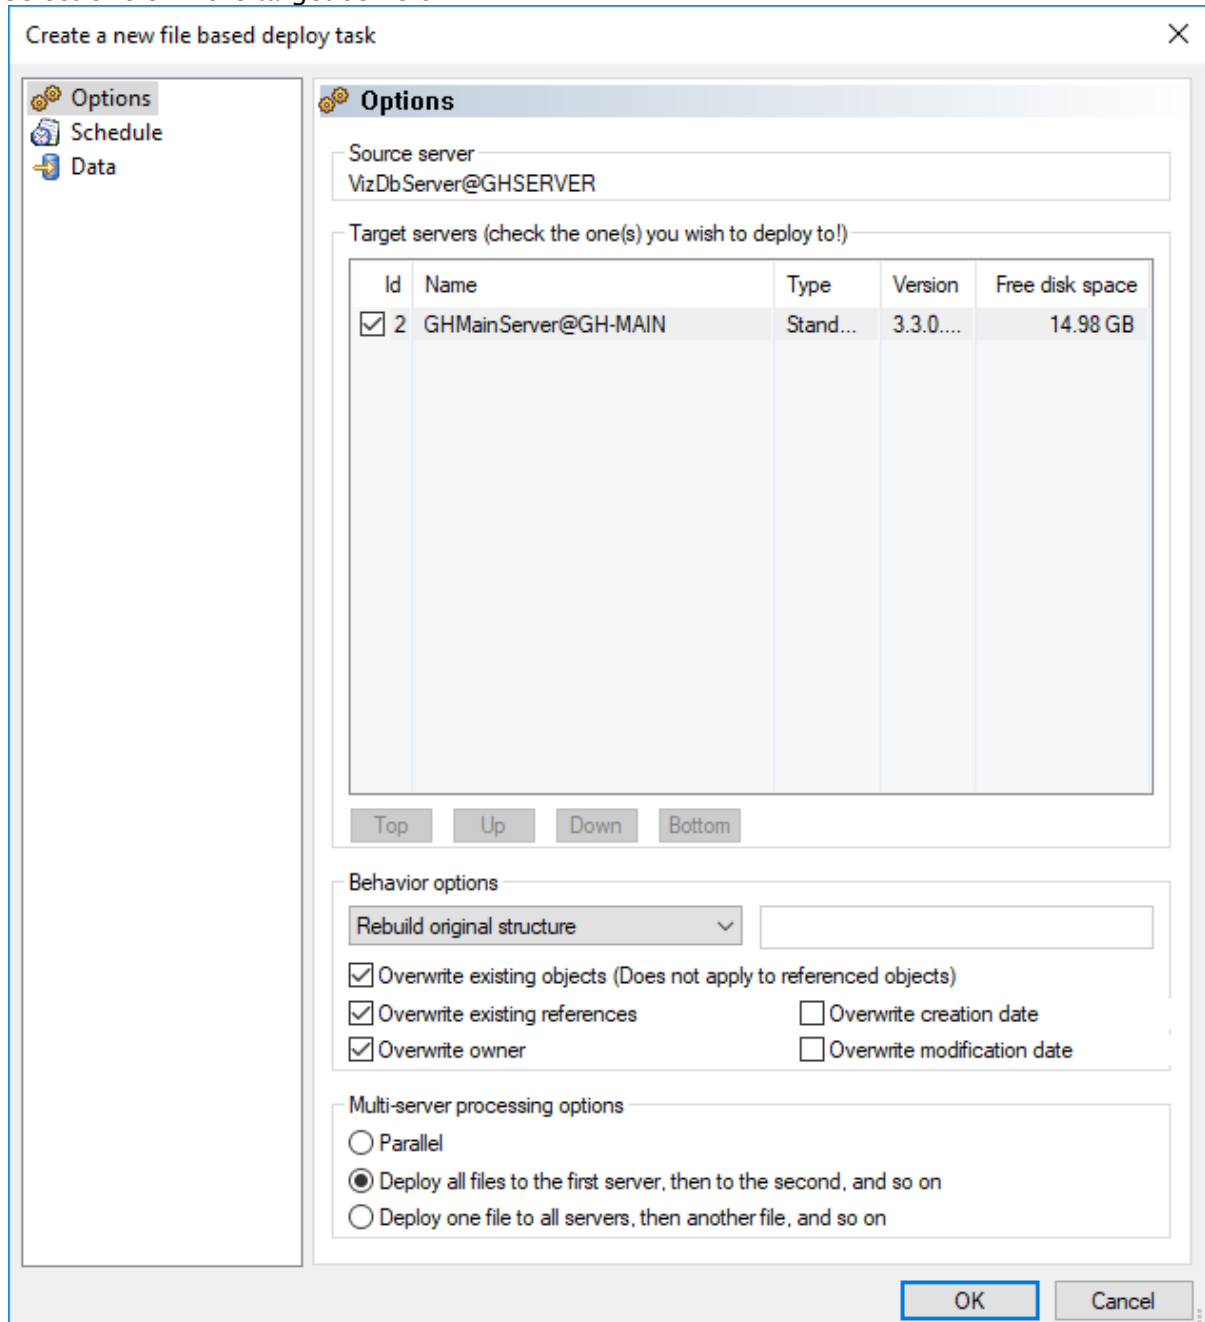 Create a new file based deploy task
Options
Schedule
Data
Options
Source server
VizDbServer@GHSERVER
Target servers (check the one(s) you wish to deploy to!)
Id Name Type Version Free disk space
2 GHMainServer@GH-MAIN Stand... 3.3.0.... 14.98 GB
Top Up Down Bottom
Behavior options
Rebuild original structure
Overwrite existing objects (Does not apply to referenced objects)
Overwrite existing references Overwrite creation date
Overwrite owner Overwrite modification date
Multi-server processing options
Parallel
Deploy all files to the first server, then to the second, and so on
Deploy one file to all servers, then another file, and so on
OK Cancel